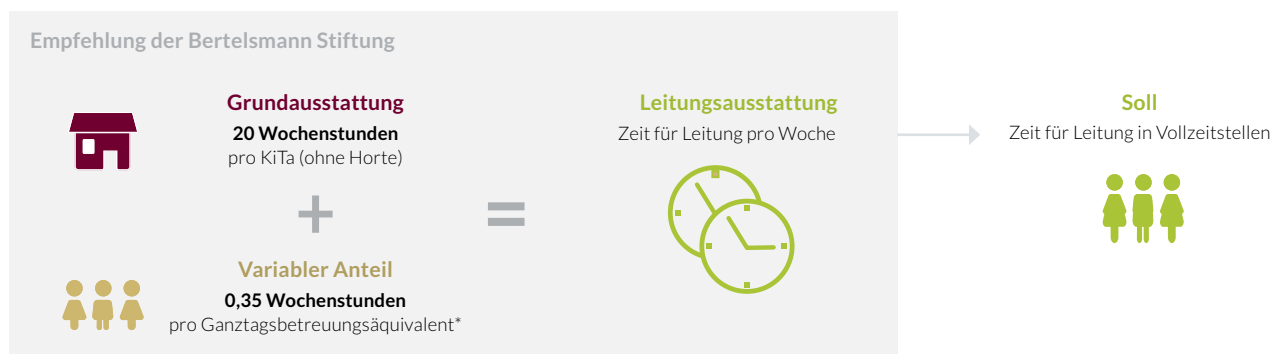 Empfehlung der Bertelsmann Stiftung
Grundausstattung
20 Wochenstunden
pro KiTa (ohne Horte)
+
Variabler Anteil
0,35 Wochenstunden
pro Ganztagsbetreuungsäquivalent*
=
Leitungsausstattung
Zeit für Leitung pro Woche
Soll
Zeit für Leitung in Vollzeitstellen